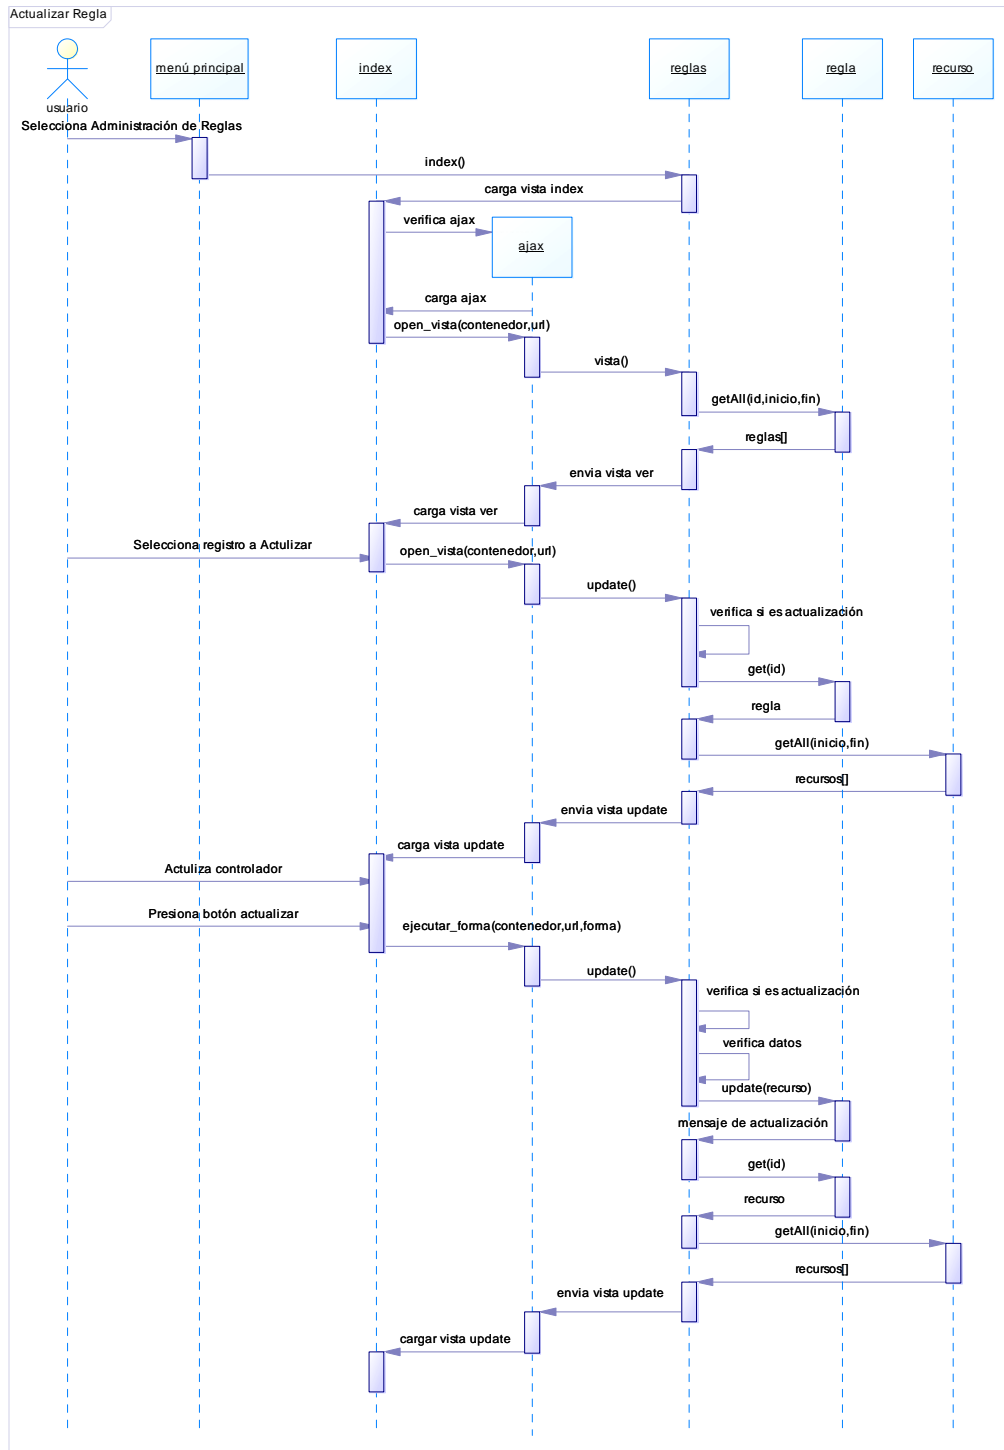 Actualizar Regla
usuario
menú principal
index
reglas
regla
recurso
Selecciona Administración de Reglas
index()
carga vista index
verifica ajax
ajax
carga ajax
open_vista(contenedor,url)
vista()
getAll(id,inicio,fin)
reglas[]
envia vista ver
carga vista ver
Selecciona registro a Actulizar
open_vista(contenedor,url)
update()
verifica si es actualización
get(id)
regla
getAll(inicio,fin)
recursos[]
envia vista update
carga vista update
Actuliza controlador
Presiona botón actualizar
ejecutar_forma(contenedor,url,forma)
update()
verifica si es actualización
verifica datos
update(recurso)
mensaje de actualización
get(id)
recurso
getAll(inicio,fin)
recursos[]
envia vista update
cargar vista update